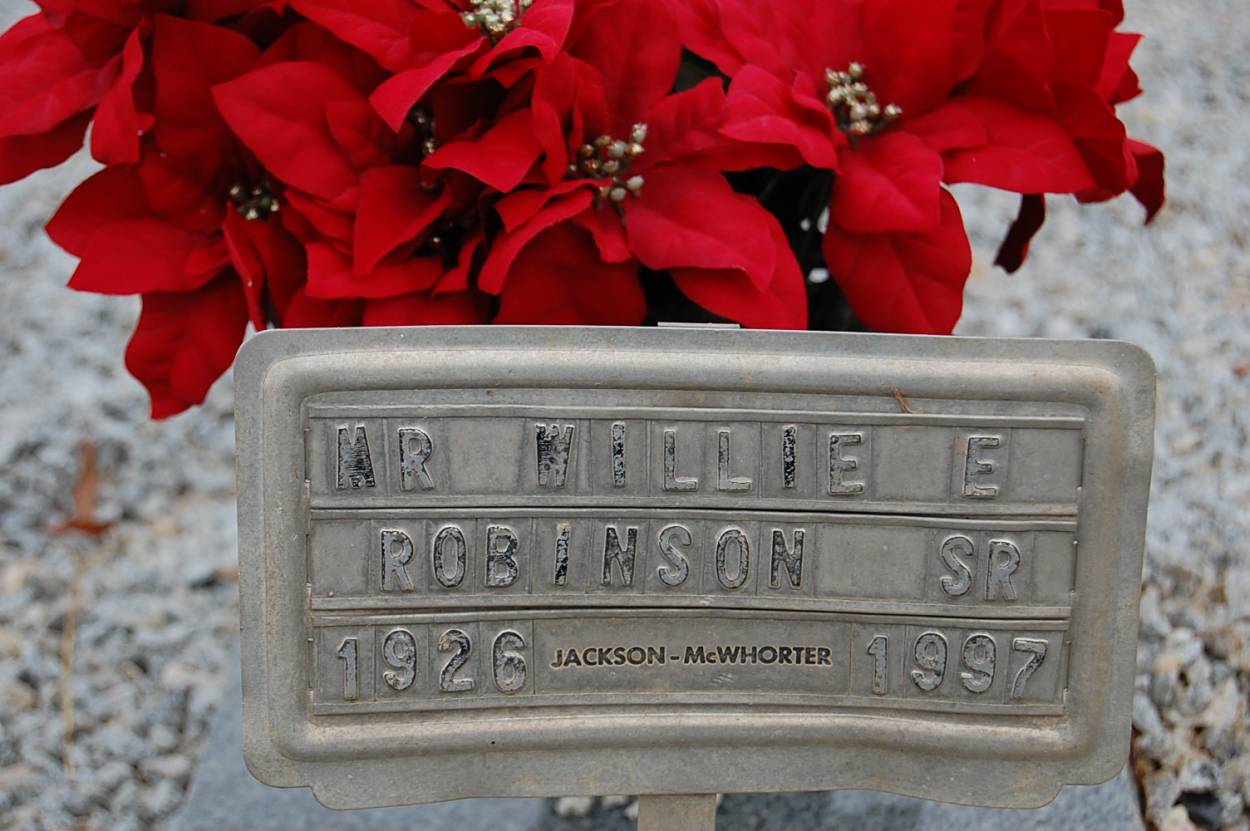 MR WILLIE E
ROBINSON SR
1926 JACKSON-McWHORTER 1997